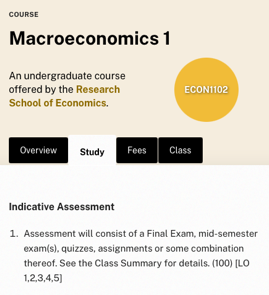 COURSE
Macroeconomics 1
An undergraduate course
offered by the Research
School of Economics.
ECON1102
Overview
Study
Fees
Class
Indicative Assessment
1. Assessment will consist of a Final Exam, mid-semester
exam(s), quizzes, assignments or some combination
thereof. See the Class Summary for details. (100) [LO
1,2,3,4,5]